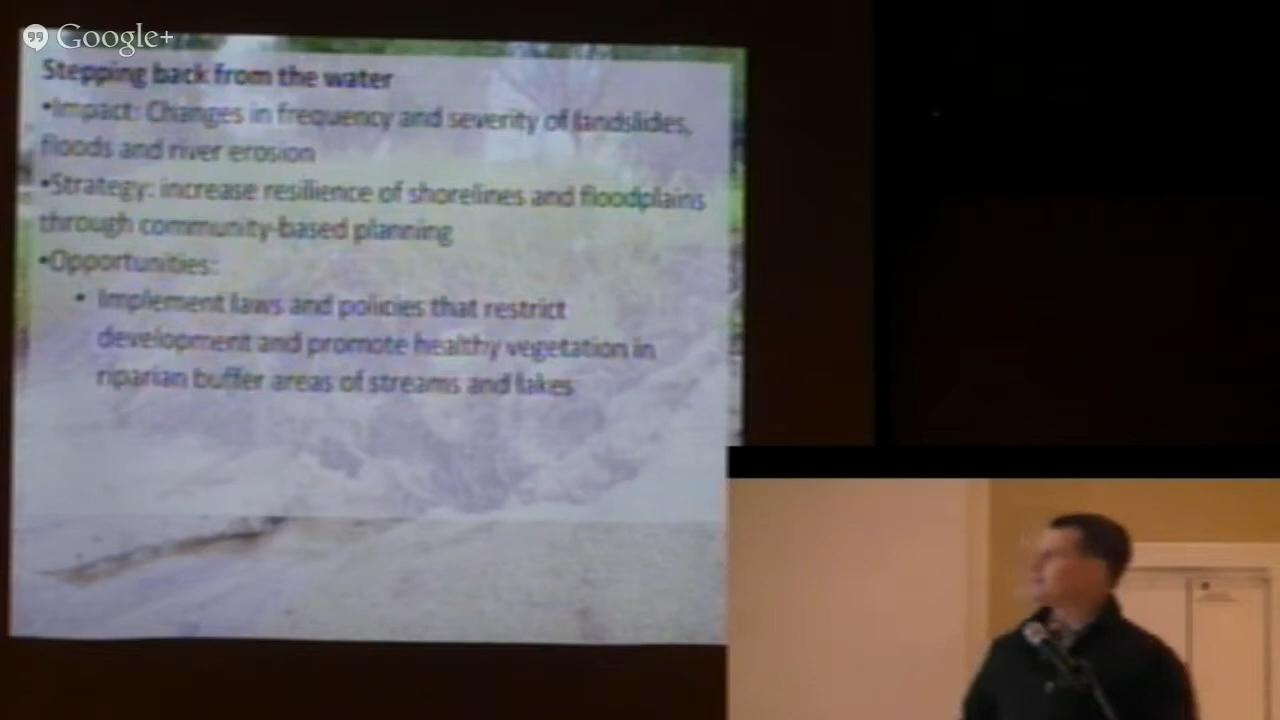 Google+
Stepping back from the water
•Impact: Changes in frequency and severity of landslides,
floods and river erosion
•Strategy: increase resilience of shorelines and floodplains
through community-based planning
•Opportunities:
• Implement laws and policies that restrict
development and promote healthy vegetation in
riparian buffer areas of streams and lakes